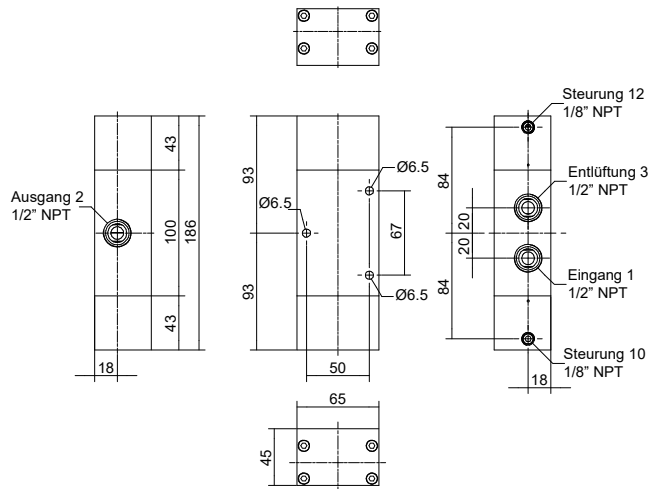 Ausgang 2
1/2” NPT
43
100
186
43
18
93
93
Ø6.5
Ø6.5
67
Ø6.5
50
65
45
Steurung 12
1/8” NPT
Entlüftung 3
1/2” NPT
84
20
20
84
Eingang 1
1/2” NPT
Steurung 10
1/8” NPT
18